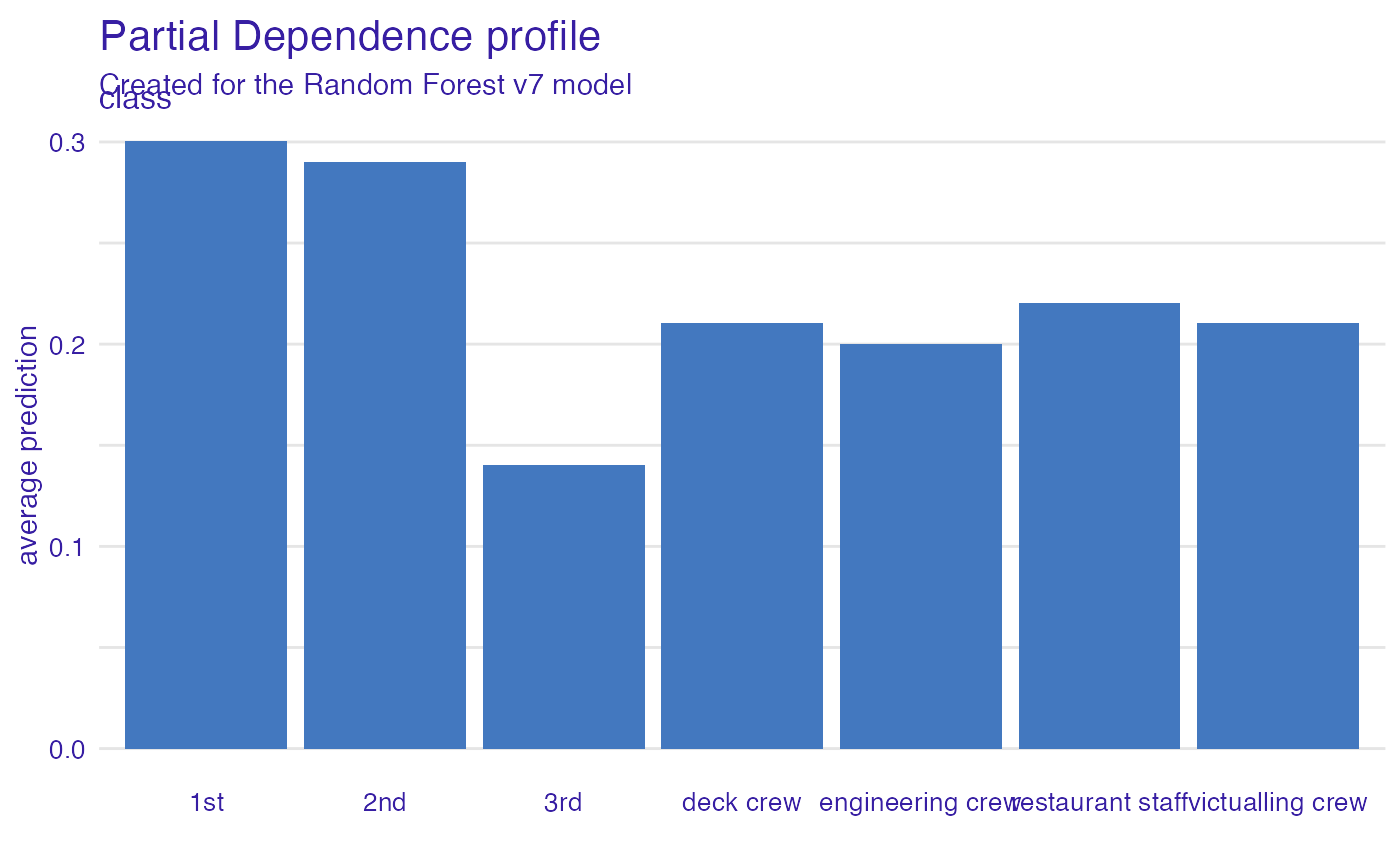 Partial Dependence profile
Created for the Random Forest v7 model
class
0.3
0.2
0.1
0.0
average prediction
1st
2nd
3rd
deck crew
engineering crew
restaurant staff
victualling crew